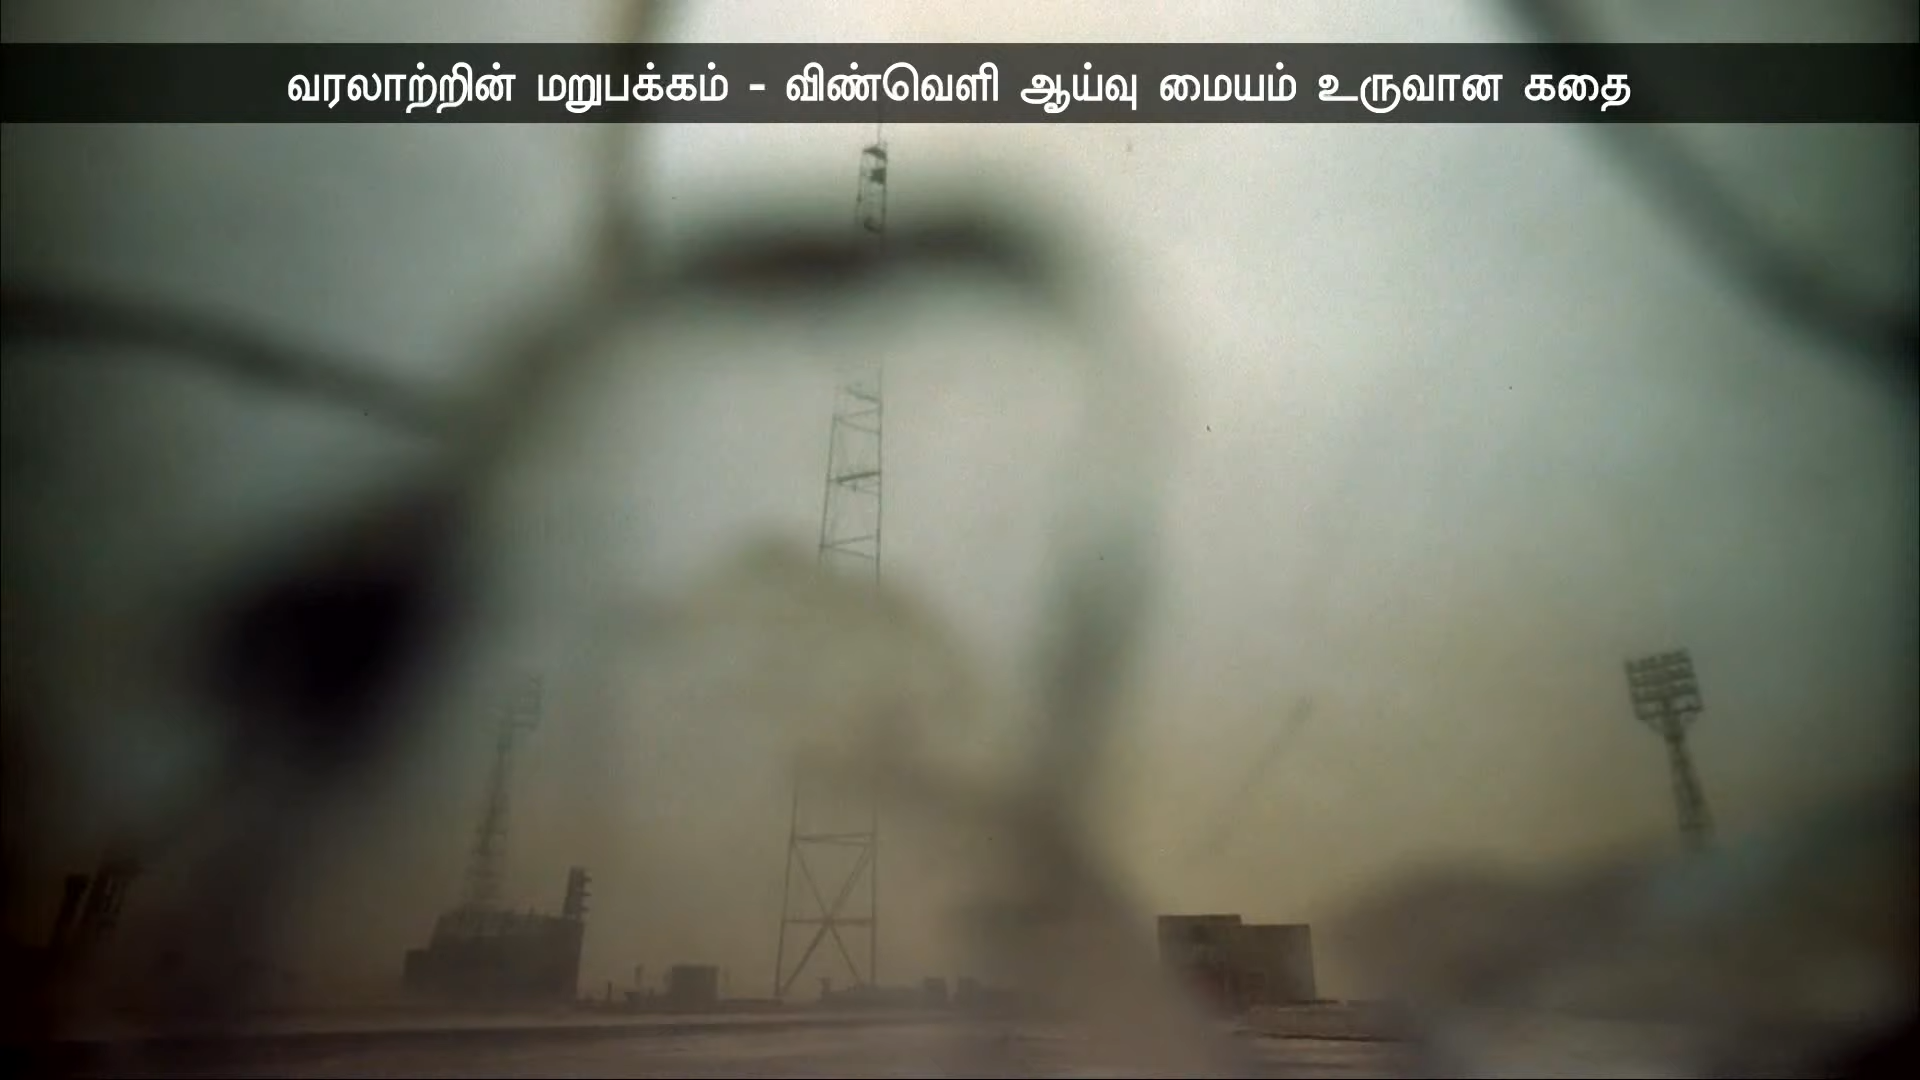 வரலாற்றின் மறுபக்கம் - விண்வெளி ஆய்வு மையம் உருவான கதை